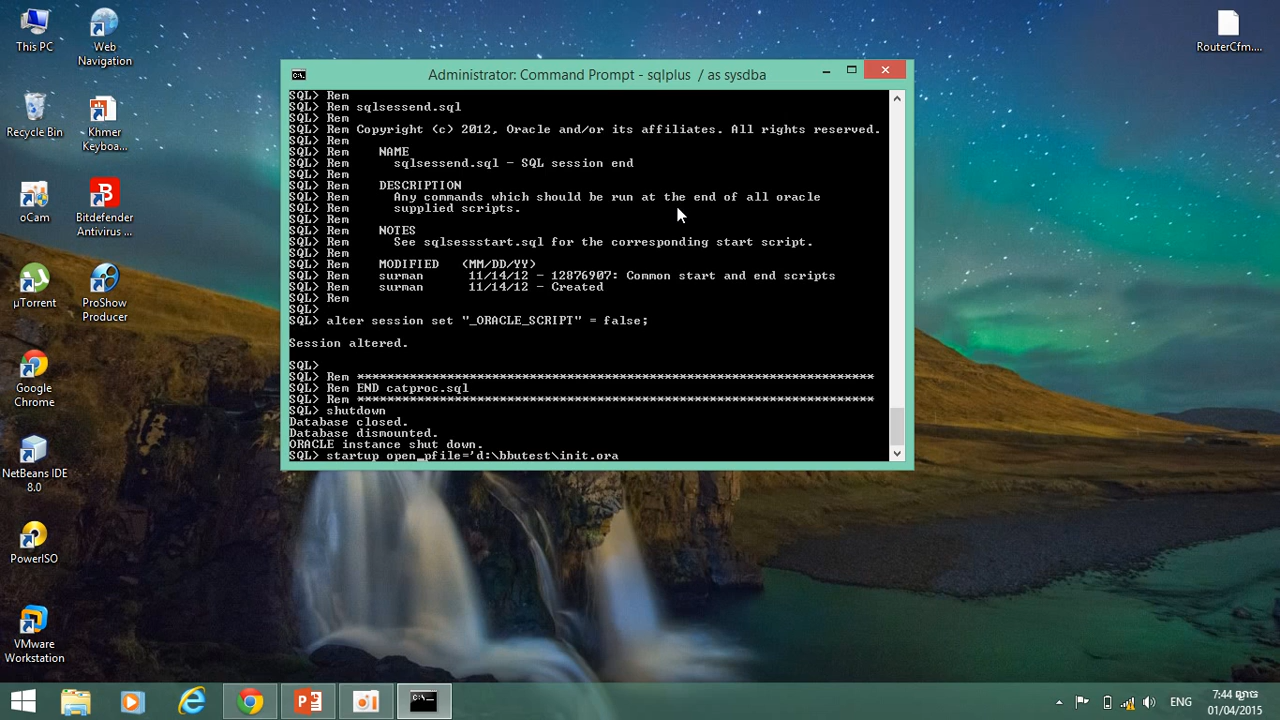 This PC
Web
Navigation
RouterCfm....
Recycle Bin
Khmer
Keyboa...
oCam
Bitdefender
Antivirus ...
µTorrent
ProShow
Producer
Google
Chrome
NetBeans IDE
8.0
PowerISO
VMware
Workstation
Administrator: Command Prompt - sqlplus / as sysdba
SQL> Rem
SQL> Rem sqlsessend.sql
SQL> Rem
SQL> Rem Copyright (c) 2012, Oracle and/or its affiliates. All rights reserved.
SQL> Rem
SQL> Rem    NAME
SQL> Rem      sqlsessend.sql - SQL session end
SQL> Rem
SQL> Rem    DESCRIPTION
SQL> Rem      Any commands which should be run at the end of all oracle
SQL> Rem      supplied scripts.
SQL> Rem
SQL> Rem    NOTES
SQL> Rem      See sqlsessstart.sql for the corresponding start script.
SQL> Rem
SQL> Rem    MODIFIED   (MM/DD/YY)
SQL> Rem    surman      11/14/12 - 12876907: Common start and end scripts
SQL> Rem    surman      11/14/12 - Created
SQL> Rem
SQL>
SQL> alter session set "_ORACLE_SCRIPT" = false;
Session altered.
SQL>
SQL> Rem *********************************************************************
SQL> Rem END catproc.sql
SQL> Rem *********************************************************************
SQL> shutdown
Database closed.
Database dismounted.
ORACLE instance shut down.
SQL> startup open pfile='d:\bbutest\init.ora
ENG
7:44
01/04/2015